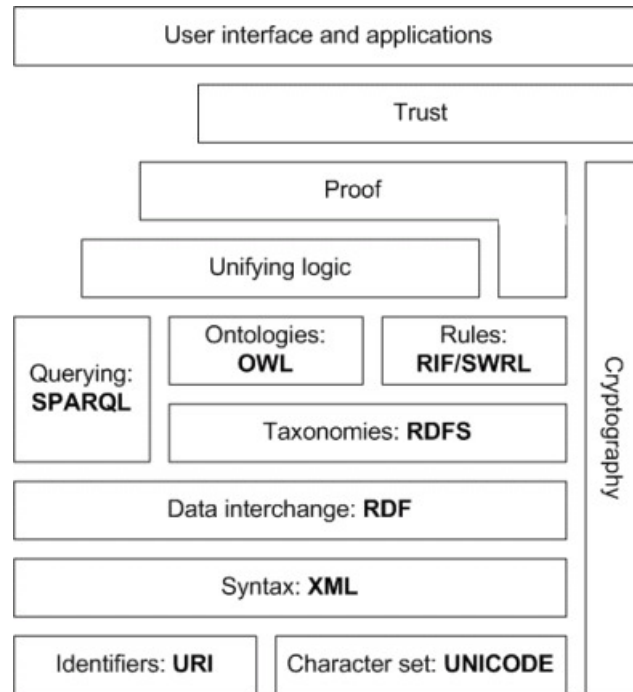 User interface and applications
Trust
Proof
Unifying logic
Querying:
SPARQL
Ontologies:
OWL
Rules:
RIF/SWRL
Taxonomies: RDFS
Cryptography
Data interchange: RDF
Syntax: XML
Identifiers: URI
Character set: UNICODE